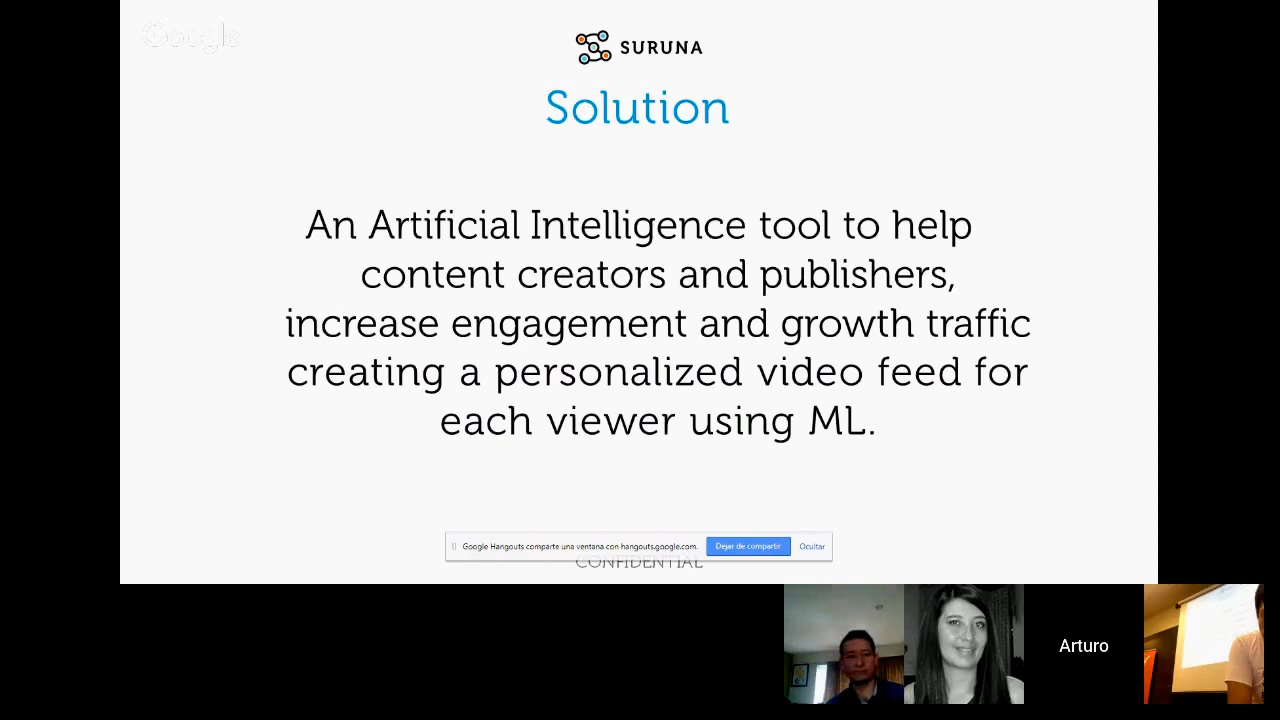 Google
SURUNA
Solution
An Artificial Intelligence tool to help
content creators and publishers,
increase engagement and growth traffic
creating a personalized video feed for
each viewer using ML.
Google Hangouts comparte una ventana con hangouts.google.com. Dejar de compartir Ocultar
CONFIDENTIAL
Arturo